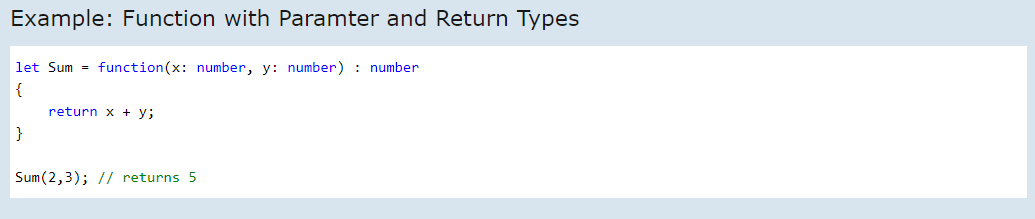 Example: Function with Paramter and Return Types
let Sum = function(x: number, y: number) : number
{
    return x + y;
}
Sum(2,3); // returns 5